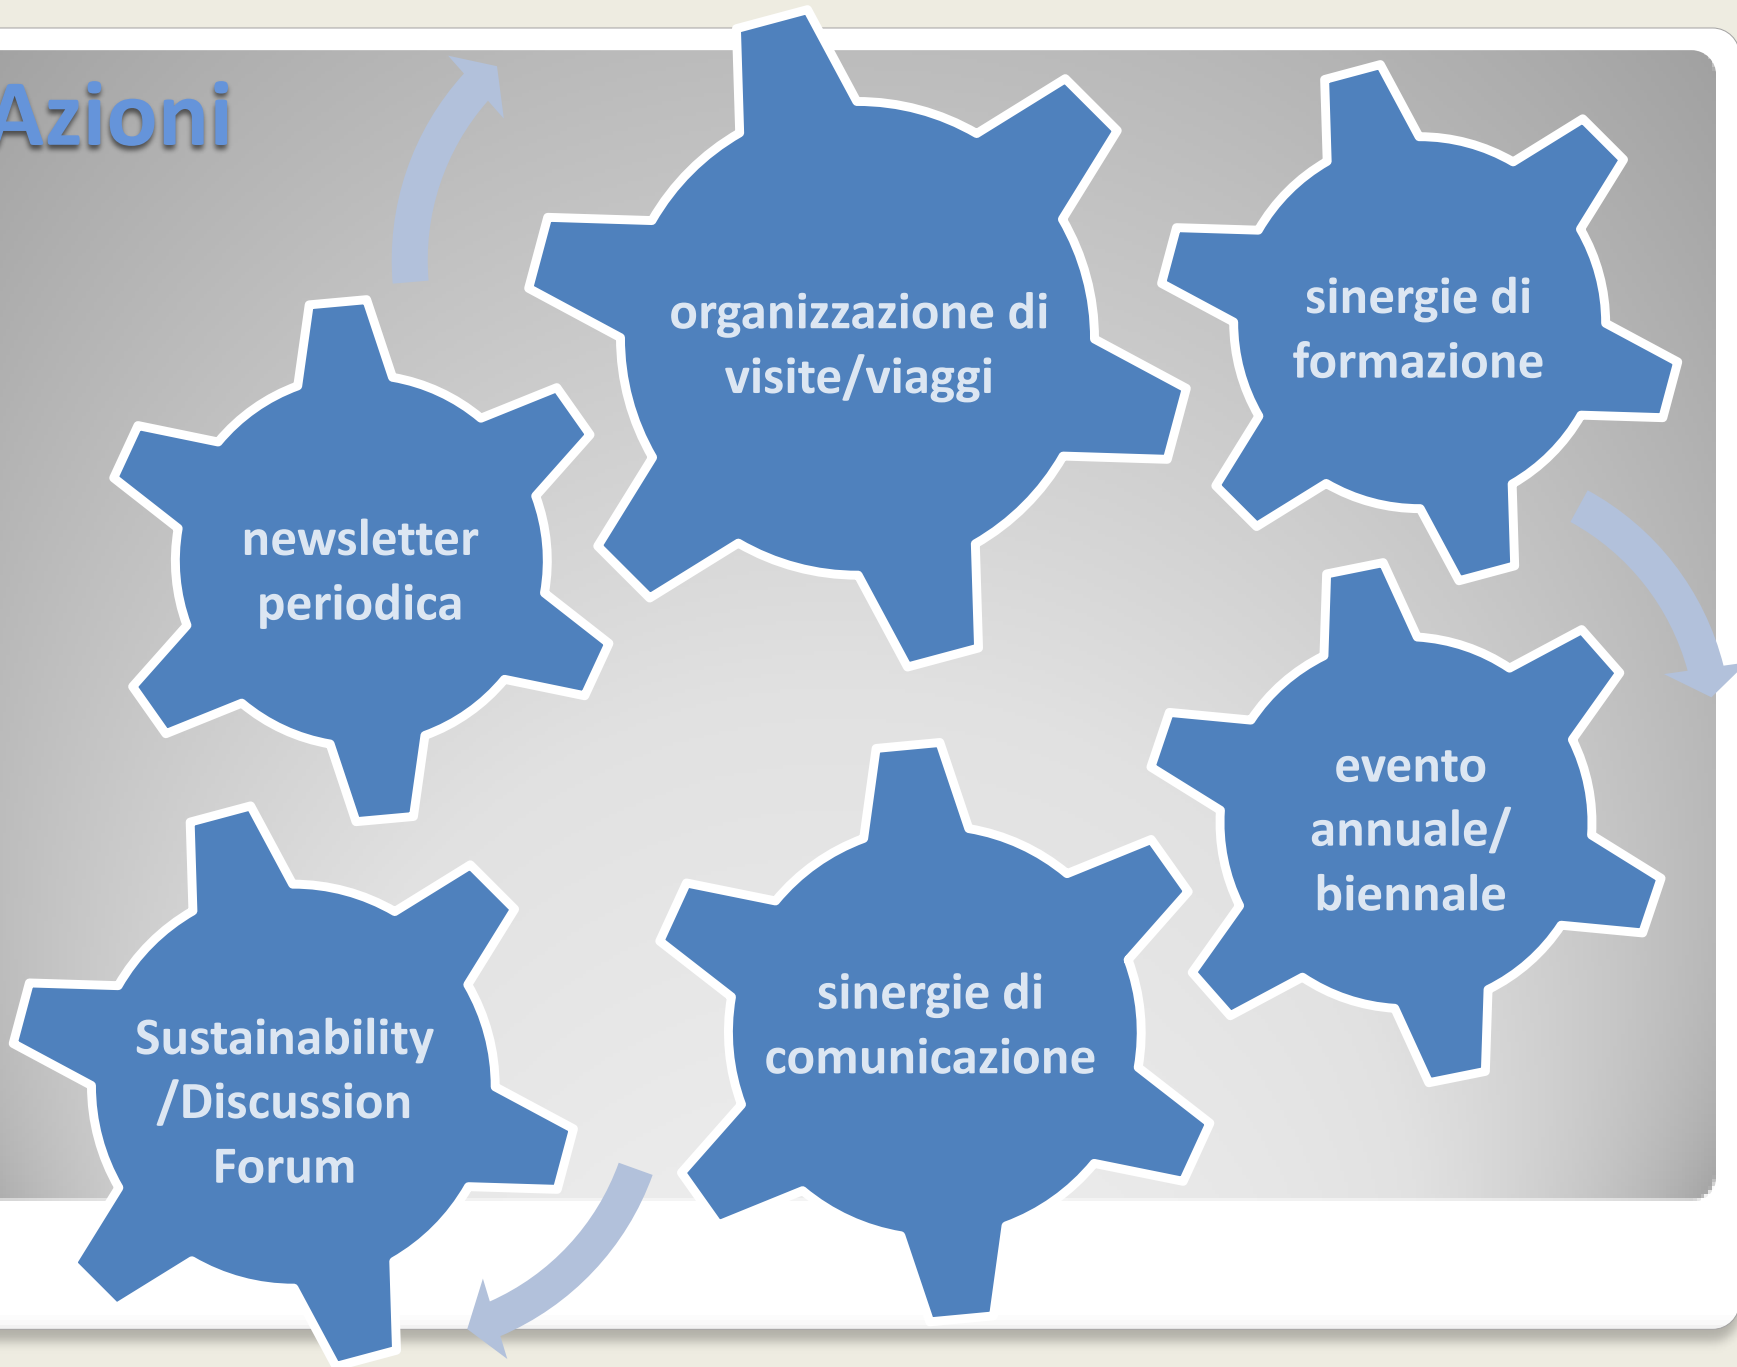 Azioni
organizzazione di
visite/viaggi
sinergie di
formazione
newsletter
periodica
evento
annuale/
biennale
sinergie di
comunicazione
Sustainability
/Discussion
Forum